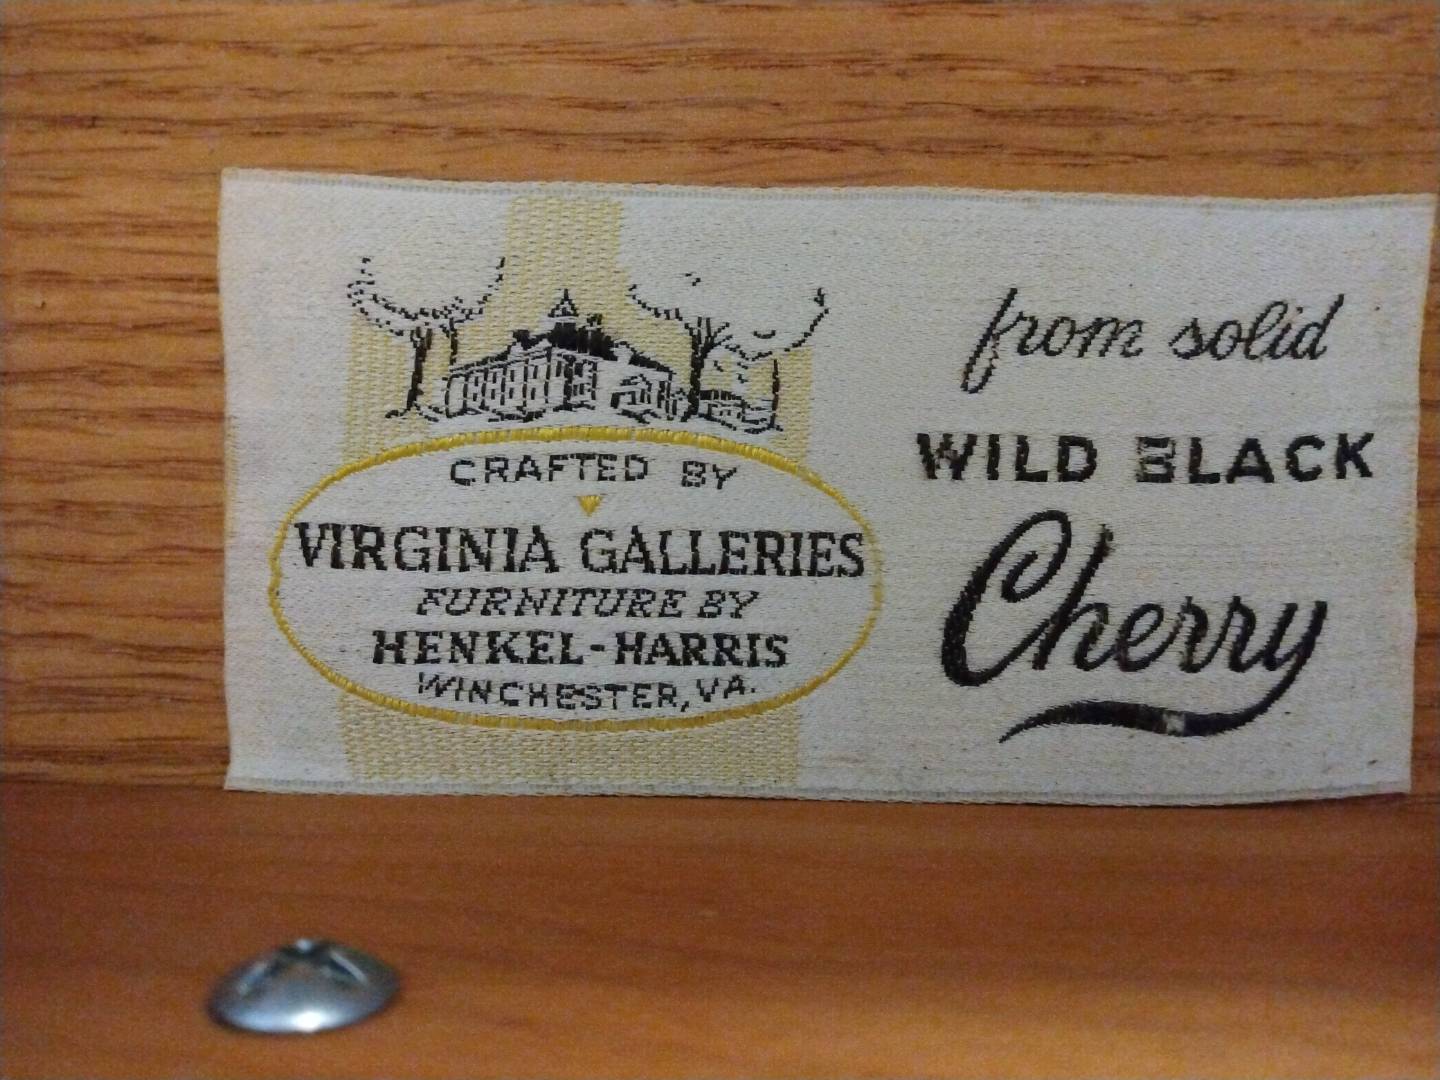 CRAFTED BY
VIRGINIA GALLERIES
FURNITURE BY
HENKEL-HARRIS
WINCHESTER, VA.
from solid
WILD BLACK
Cherry